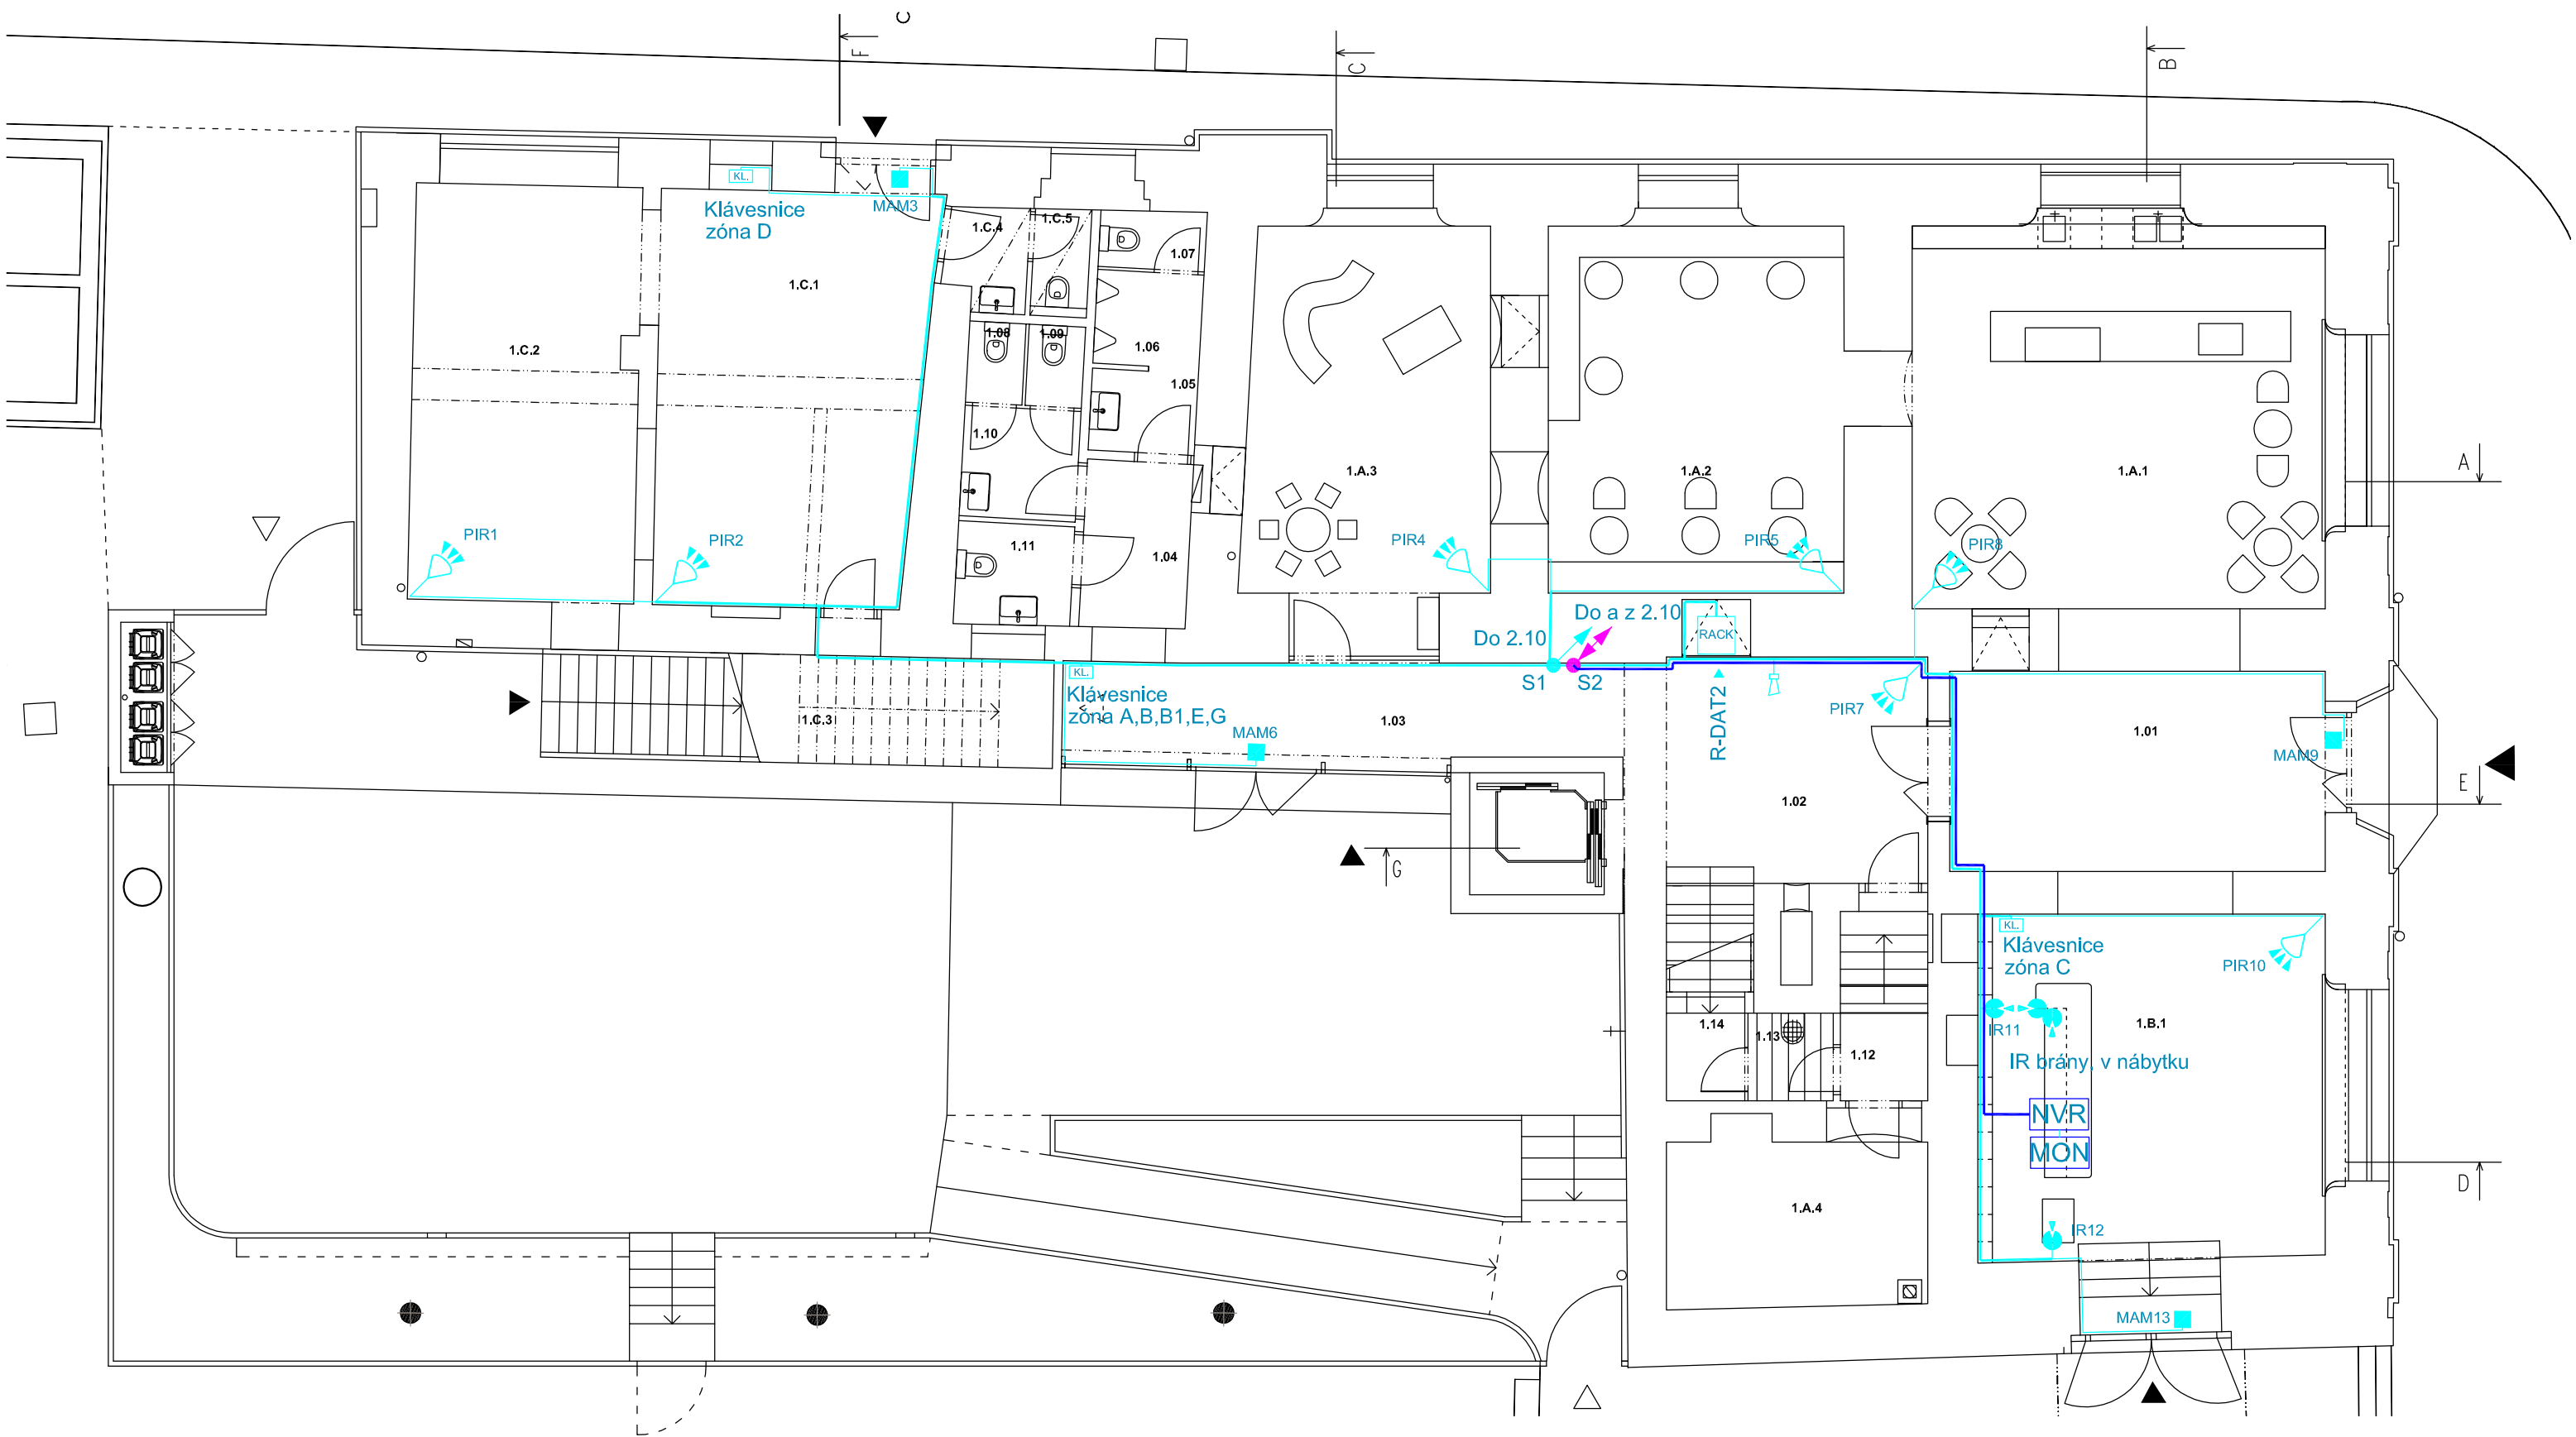 C
F
C
B
KL.
MAM3
Klávesnice
zóna D
1.C.4
1.C.5
1.07
1.C.1
1.08
1.09
1.06
1.C.2
1.05
1.10
1.A.3
1.A.2
1.A.1
A
PIR1
PIR2
1.11
1.04
PIR4
PIR5
PIR8
Do 2.10
Do a z 2.10
RACK
S1
S2
KL.
Klávesnice
zóna A,B,B1,E,G
1.C.3
MAM6
1.03
R-DAT2
PIR7
1.01
MAM9
E
1.02
G
KL.
Klávesnice
zóna C
PIR10
IR11
1.B.1
1.14
1.13
1.12
IR brány, v nábytku
NVR
MON
D
1.A.4
IR12
MAM13